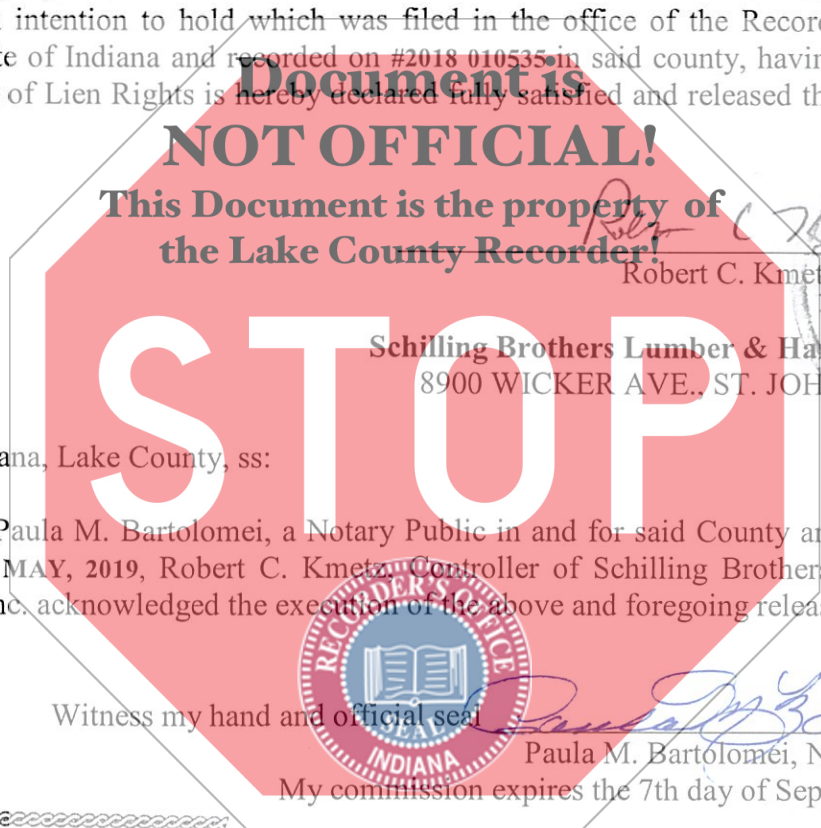 intention to hold which was filed in the office of the Recor
te of Indiana and recorded on #2018 010535 in said county, havin
of Lien Rights is hereby declared fully satisfied and released th
Document is
NOT OFFICIAL!
This Document is the property of
the Lake County Recorder!
Robert C. Kmet
STOP
Schilling Brothers Lumber & Ha
8900 WICKER AVE., ST. JOH
ana, Lake County, ss:
Paula M. Bartolomei, a Notary Public in and for said County an
MAY, 2019, Robert C. Kmetz, Controller of Schilling Brothers
nc. acknowledged the execution of the above and foregoing relea
RECORDER'S OFFICE
SEAL
INDIANA
Witness my hand and official seal
Paula M. Bartolomei, N
My commission expires the 7th day of Sep